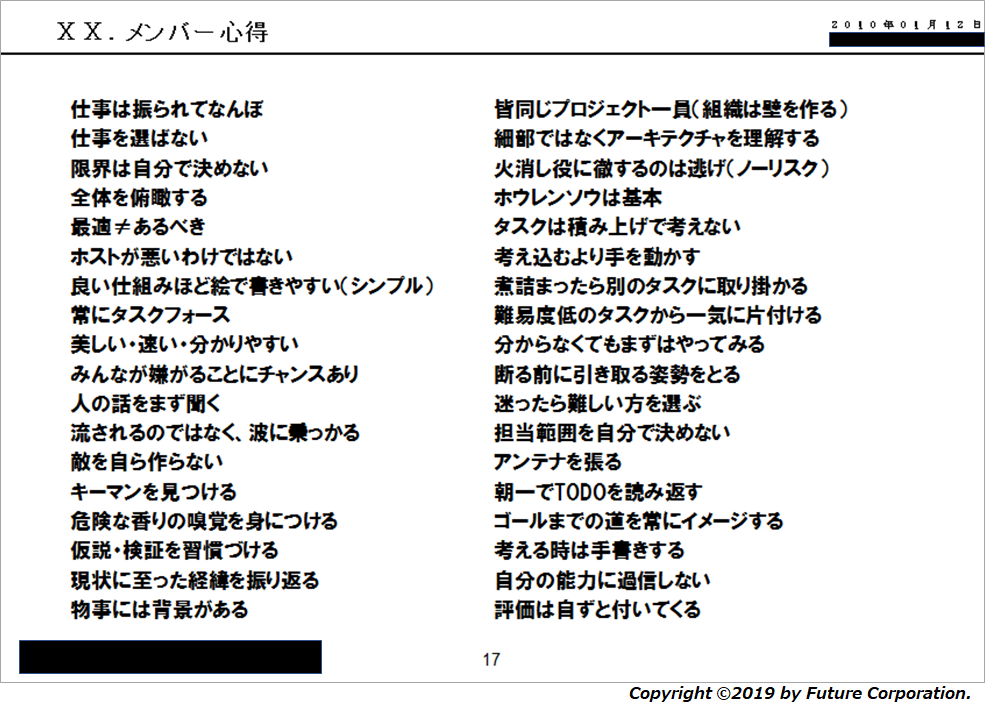 ＸＸ．メンバー心得
２０１０年０１月１２日
仕事は振られてなんぼ
仕事を選ばない
限界は自分で決めない
全体を俯瞰する
最適≠あるべき
ホストが悪いわけではない
良い仕組みほど絵で書きやすい（シンプル）
常にタスクフォース
美しい・速い・分かりやすい
みんなが嫌がることにチャンスあり
人の話をまず聞く
流されるのではなく、波に乗っかる
敵を自ら作らない
キーマンを見つける
危険な香りの嗅覚を身につける
仮説・検証を習慣づける
現状に至った経緯を振り返る
物事には背景がある
皆同じプロジェクト一員（組織は壁を作る）
細部ではなくアーキテクチャを理解する
火消し役に徹するのは逃げ（ノーリスク）
ホウレンソウは基本
タスクは積み上げで考えない
考え込むより手を動かす
煮詰まったら別のタスクに取り掛かる
難易度低のタスクから一気に片付ける
分からなくてもまずはやってみる
断る前に引き取る姿勢をとる
迷ったら難しい方を選ぶ
担当範囲を自分で決めない
アンテナを張る
朝一でTODOを読み返す
ゴールまでの道を常にイメージする
考える時は手書きする
自分の能力に過信しない
評価は自ずと付いてくる
17
Copyright ©2019 by Future Corporation.